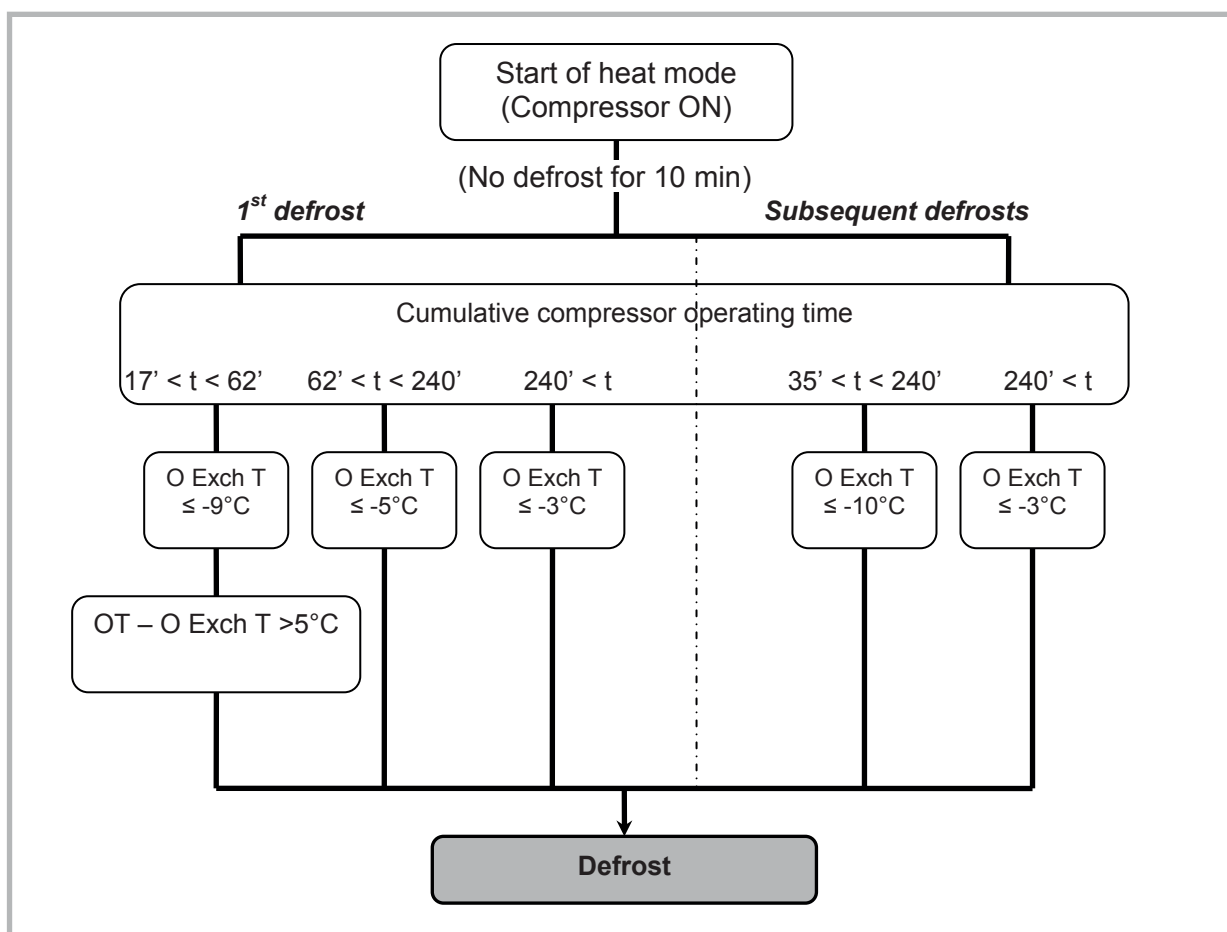 Start of heat mode
(Compressor ON)
(No defrost for 10 min)
1st defrost
Subsequent defrosts
Cumulative compressor operating time
17’ < t < 62’
62’ < t < 240’
240’ < t
35’ < t < 240’
240’ < t
O Exch T
≤ -9°C
O Exch T
≤ -5°C
O Exch T
≤ -3°C
O Exch T
≤ -10°C
O Exch T
≤ -3°C
OT – O Exch T >5°C
Defrost